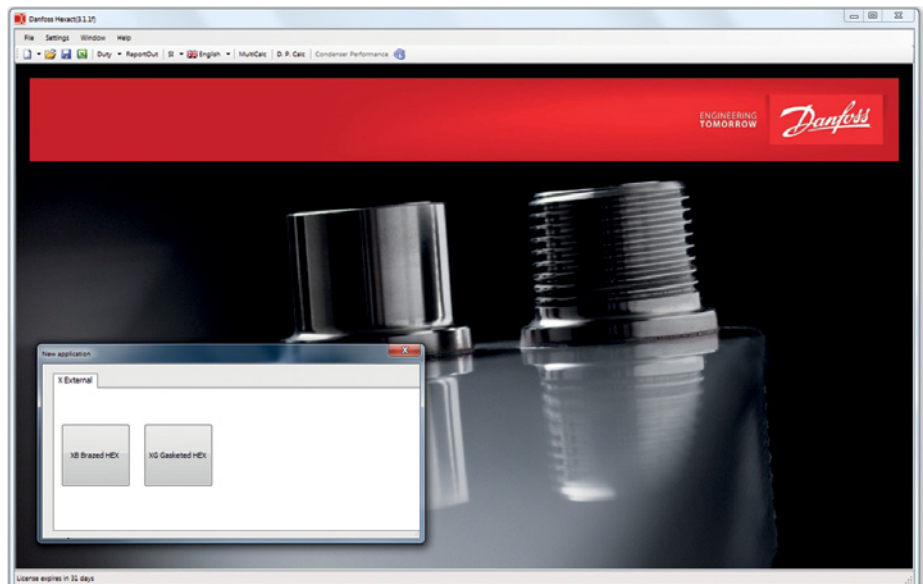 Danfoss Hexact(3.1.1f)
File Settings Window Help
Duty ReportOut SI English MultiCalc D. P. Calc Condenser Performance
ENGINEERING
TOMORROW
Danfoss
New application
X External
XB Brazed HEX XG Gasketed HEX
License expires in 31 days